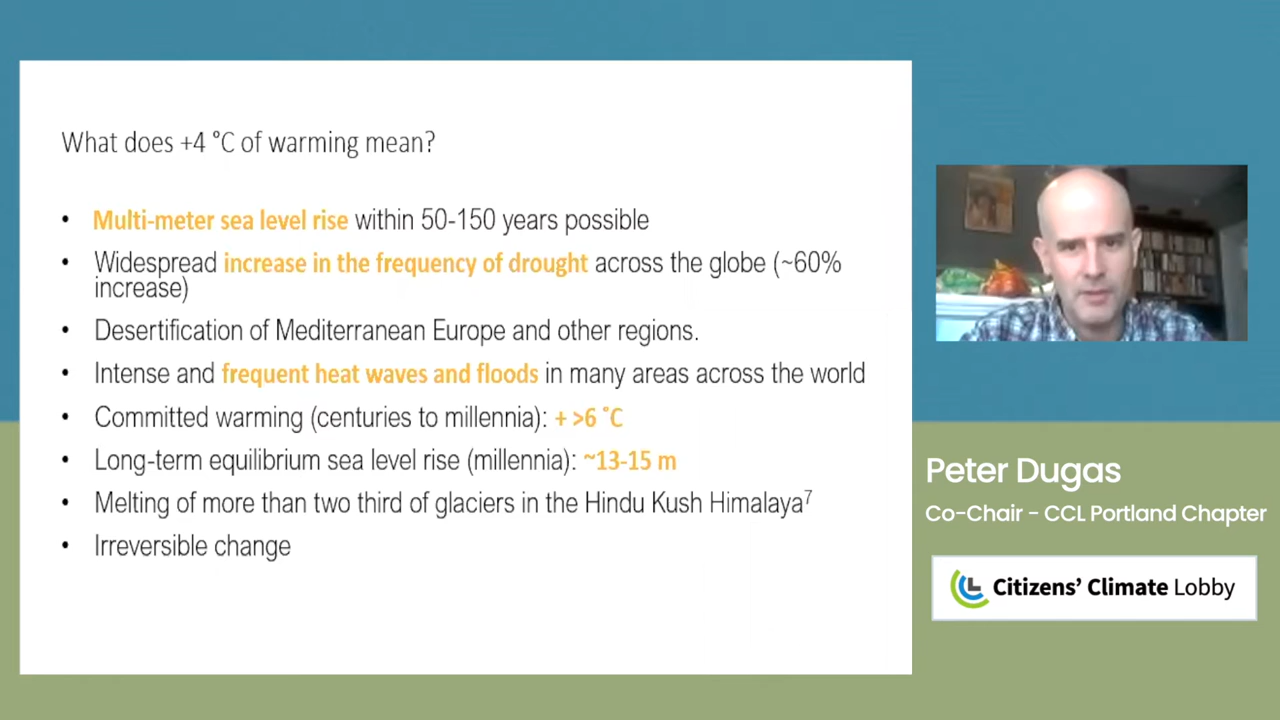 What does +4 °C of warming mean?
• Multi-meter sea level rise within 50-150 years possible
• Widespread increase in the frequency of drought across the globe (~60%
increase)
• Desertification of Mediterranean Europe and other regions.
• Intense and frequent heat waves and floods in many areas across the world
• Committed warming (centuries to millennia): + >6 °C
• Long-term equilibrium sea level rise (millennia): ~13-15 m
• Melting of more than two third of glaciers in the Hindu Kush Himalaya⁷
• Irreversible change
Peter Dugas
Co-Chair - CCL Portland Chapter
Citizens' Climate Lobby